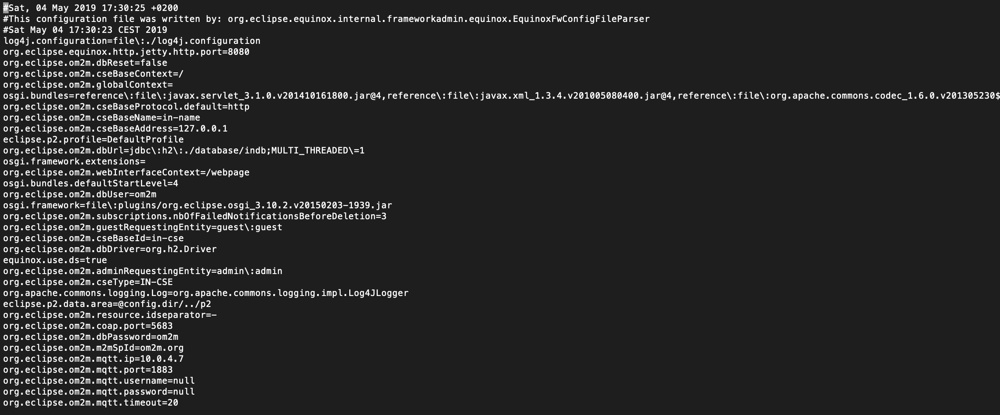 #Sat, 04 May 2019 17:30:25 +0200
#This configuration file was written by: org.eclipse.equinox.internal.frameworkadmin.equinox.EquinoxFwConfigFileParser
#Sat May 04 17:30:23 CEST 2019
log4j.configuration=file\:./log4j.configuration
org.eclipse.equinox.http.jetty.http.port=8080
org.eclipse.om2m.dbReset=false
org.eclipse.om2m.cseBaseContext=/
org.eclipse.om2m.globalContext=
osgi.bundles=reference\:file\:javax.servlet_3.1.0.v201410161800.jar@4,reference\:file\:javax.xml_1.3.4.v201005080400.jar@4,reference\:file\:org.apache.commons.codec_1.6.0.v201305230$
org.eclipse.om2m.cseBaseProtocol.default=http
org.eclipse.om2m.cseBaseName=in-name
org.eclipse.om2m.cseBaseAddress=127.0.0.1
eclipse.p2.profile=DefaultProfile
org.eclipse.om2m.dbUrl=jdbc\:h2\:./database/indb;MULTI_THREADED\=1
osgi.framework.extensions=
org.eclipse.om2m.webInterfaceContext=/webpage
osgi.bundles.defaultStartLevel=4
org.eclipse.om2m.dbUser=om2m
osgi.framework=file\:plugins/org.eclipse.osgi_3.10.2.v20150203-1939.jar
org.eclipse.om2m.subscriptions.nbOfFailedNotificationsBeforeDeletion=3
org.eclipse.om2m.guestRequestingEntity=guest\:guest
org.eclipse.om2m.cseBaseId=in-cse
org.eclipse.om2m.dbDriver=org.h2.Driver
equinox.use.ds=true
org.eclipse.om2m.adminRequestingEntity=admin\:admin
org.eclipse.om2m.cseType=IN-CSE
org.apache.commons.logging.Log=org.apache.commons.logging.impl.Log4JLogger
eclipse.p2.data.area=@config.dir/../p2
org.eclipse.om2m.resource.idseparator=-
org.eclipse.om2m.coap.port=5683
org.eclipse.om2m.dbPassword=om2m
org.eclipse.om2m.m2mSpId=om2m.org
org.eclipse.om2m.mqtt.ip=10.0.4.7
org.eclipse.om2m.mqtt.port=1883
org.eclipse.om2m.mqtt.username=null
org.eclipse.om2m.mqtt.password=null
org.eclipse.om2m.mqtt.timeout=20